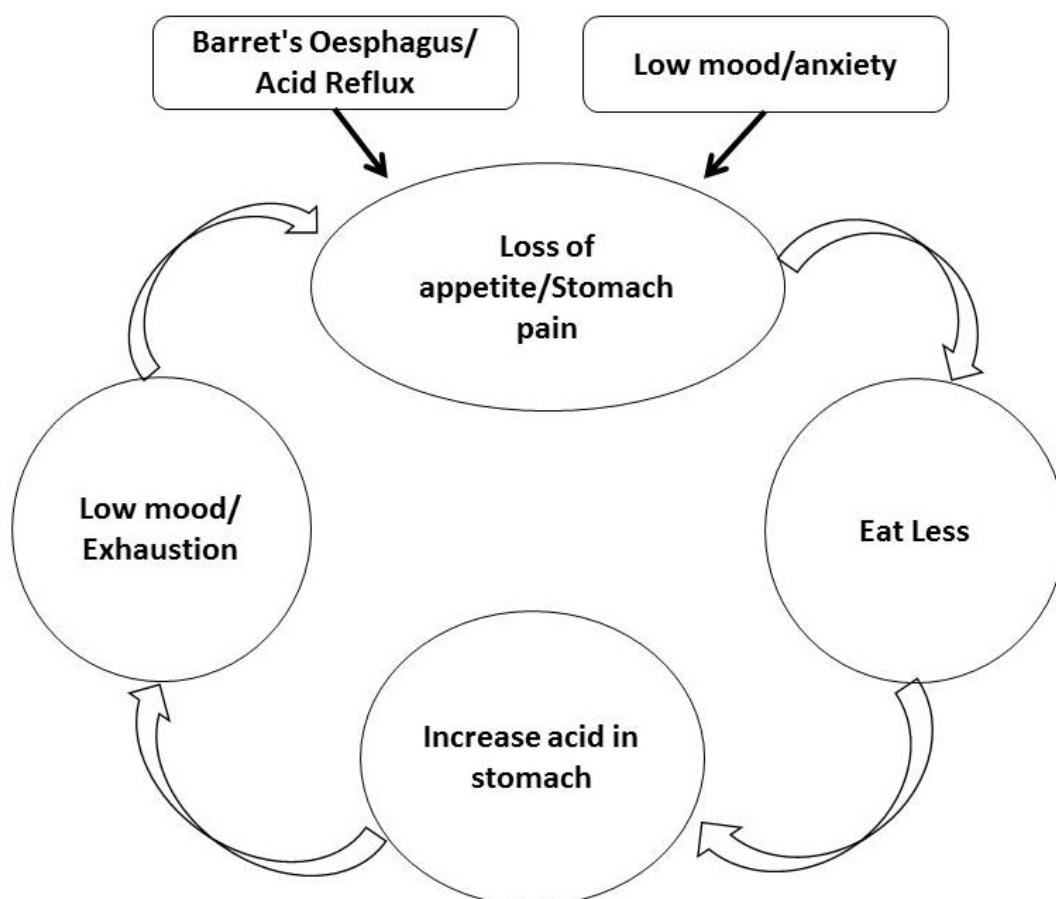 Barret's Oesphagus/
Acid Reflux
Low mood/anxiety
Loss of
appetite/Stomach
pain
Low mood/
Exhaustion
Eat Less
Increase acid in
stomach